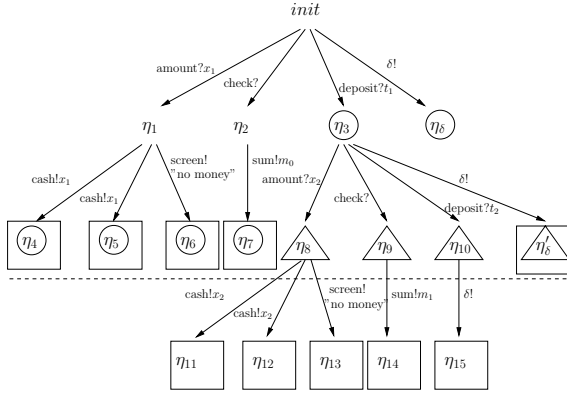 init
amount?x₁
check?
deposit?t₁
δ!
η₁
η₂
η₃
η_δ
cash!x₁
cash!x₁
screen!
"no money"
sum!m₀
amount?x₂
check?
deposit?t₂
δ!
η₄
η₅
η₆
η₇
η₈
η₉
η₁₀
η′_δ
cash!x₂
cash!x₂
screen!
"no money"
sum!m₁
δ!
η₁₁
η₁₂
η₁₃
η₁₄
η₁₅